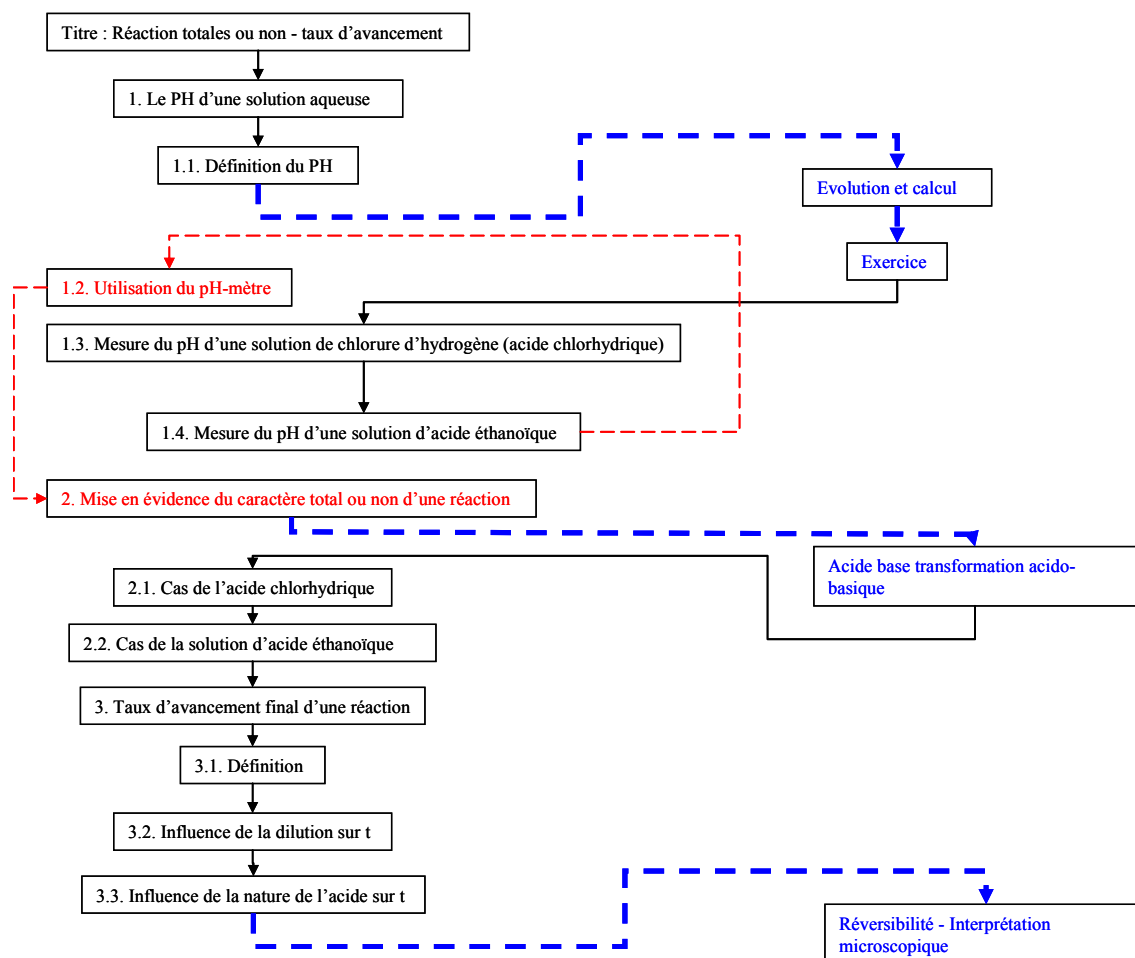 Titre : Réaction totales ou non - taux d’avancement
1. Le PH d’une solution aqueuse
1.1. Définition du PH
Evolution et calcul
Exercice
1.2. Utilisation du pH-mètre
1.3. Mesure du pH d’une solution de chlorure d’hydrogène (acide chlorhydrique)
1.4. Mesure du pH d’une solution d’acide éthanoïque
2. Mise en évidence du caractère total ou non d’une réaction
Acide base transformation acido-
basique
2.1. Cas de l’acide chlorhydrique
2.2. Cas de la solution d’acide éthanoïque
3. Taux d’avancement final d’une réaction
3.1. Définition
3.2. Influence de la dilution sur t
3.3. Influence de la nature de l’acide sur t
Réversibilité - Interprétation
microscopique